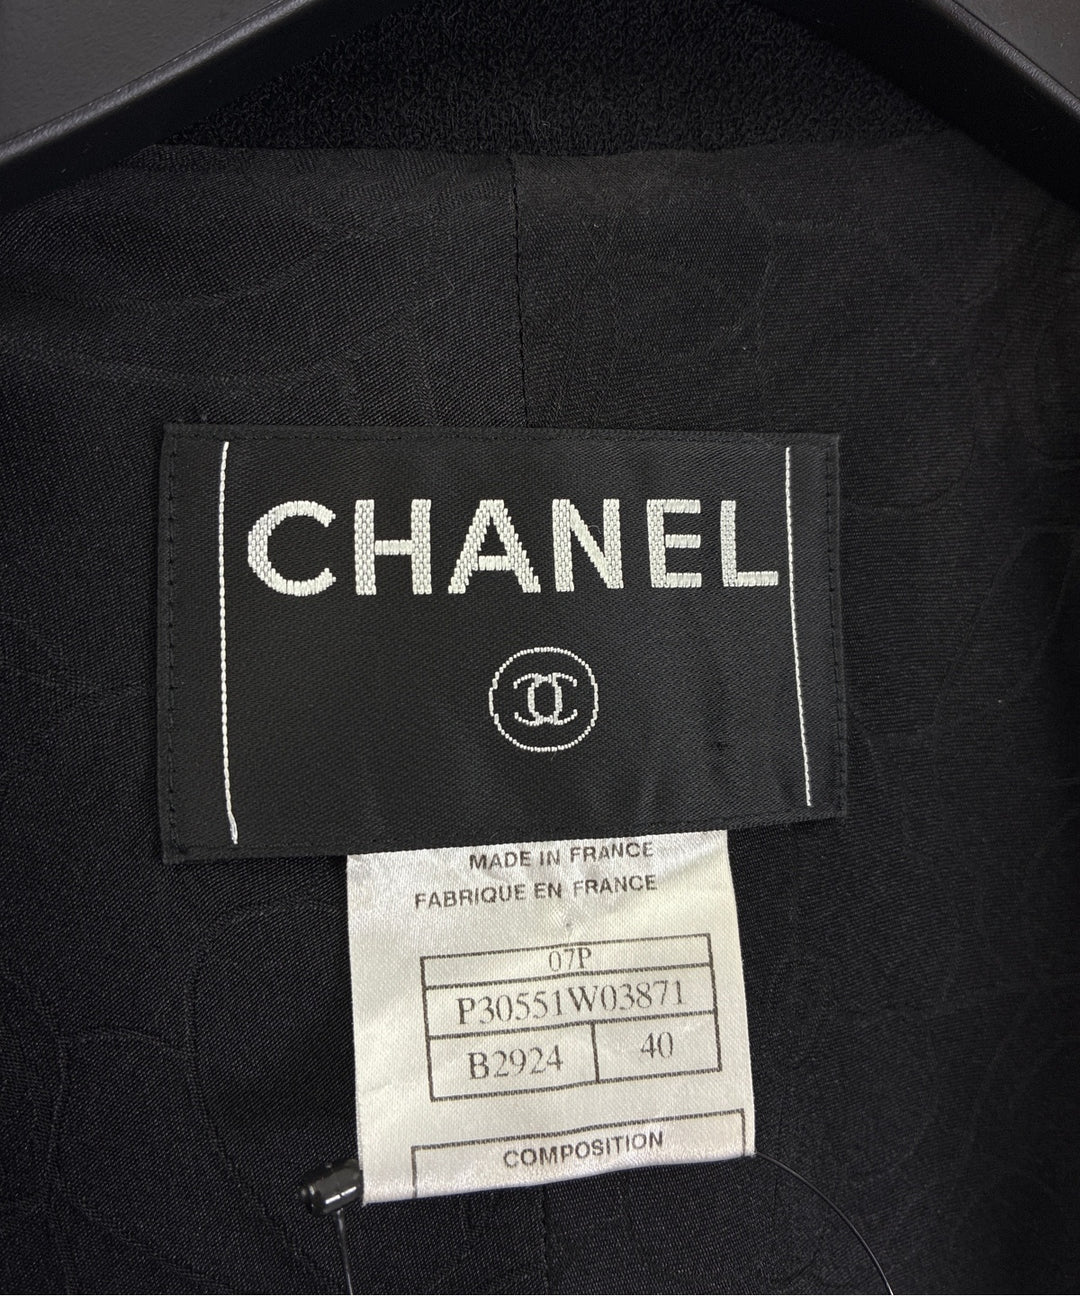 CHANEL
MADE IN FRANCE
FABRIQUE EN FRANCE
07P
P30551W03871
B2924 40
COMPOSITION